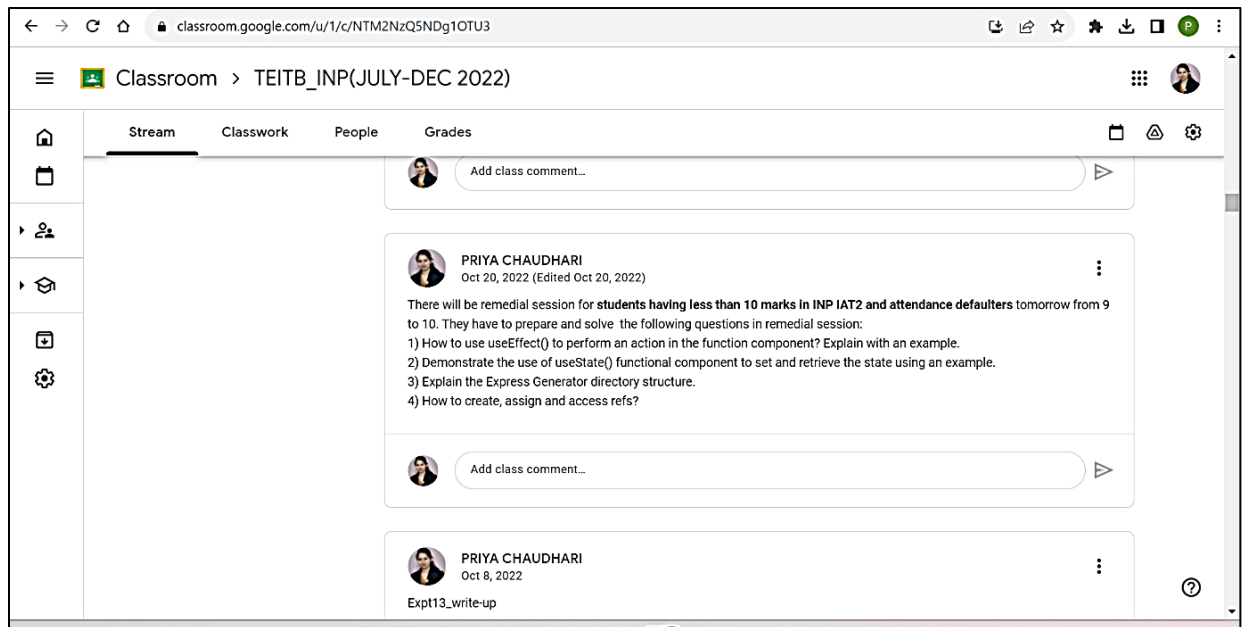 classroom.google.com/u/1/c/NTM2NzQ5NDg1OTU3
P
Classroom > TEITB_INP(JULY-DEC 2022)
Stream Classwork People Grades
Add class comment...
PRIYA CHAUDHARI
Oct 20, 2022 (Edited Oct 20, 2022)
There will be remedial session for students having less than 10 marks in INP IAT2 and attendance defaulters tomorrow from 9
to 10. They have to prepare and solve the following questions in remedial session:
1) How to use useEffect() to perform an action in the function component? Explain with an example.
2) Demonstrate the use of useState() functional component to set and retrieve the state using an example.
3) Explain the Express Generator directory structure.
4) How to create, assign and access refs?
Add class comment...
PRIYA CHAUDHARI
Oct 8, 2022
Expt13_write-up